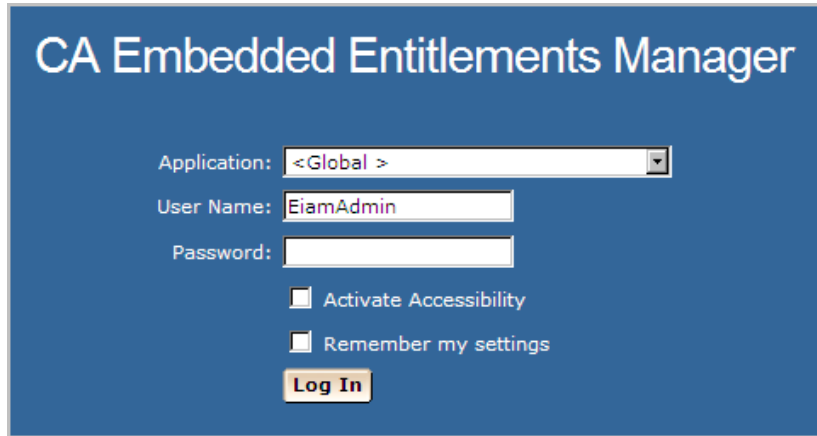 CA Embedded Entitlements Manager
Application: <Global >
User Name: EiamAdmin
Password:
Activate Accessibility
Remember my settings
Log In